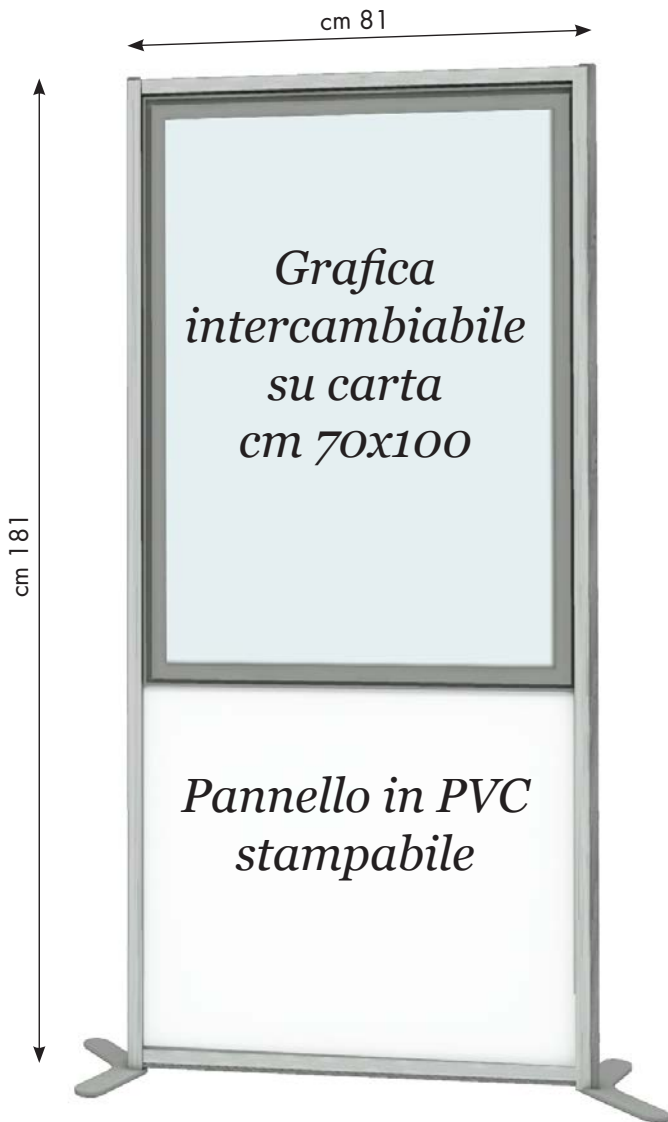 cm 81
cm 181
Grafica
intercambiabile
su carta
cm 70x100
Pannello in PVC
stampabile